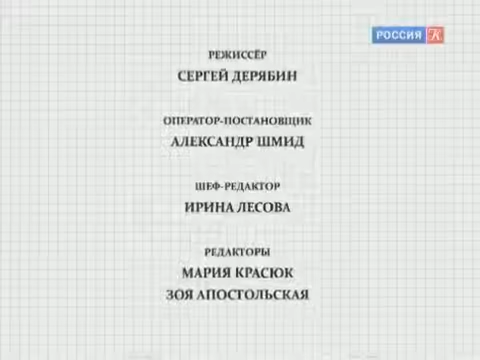 РОССИЯ К
РЕЖИССЁР
СЕРГЕЙ ДЕРЯБИН
ОПЕРАТОР-ПОСТАНОВЩИК
АЛЕКСАНДР ШМИД
ШЕФ-РЕДАКТОР
ИРИНА ЛЕСОВА
РЕДАКТОРЫ
МАРИЯ КРАСЮК
ЗОЯ АПОСТОЛЬСКАЯ